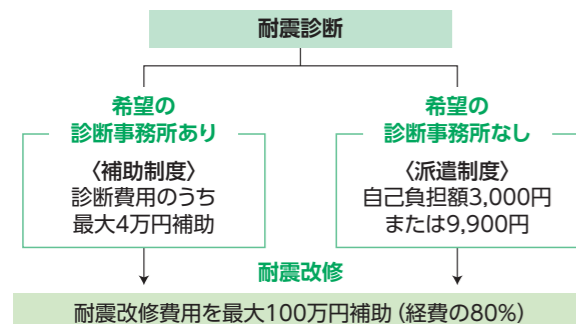 耐震診断
希望の
診断事務所あり
〈補助制度〉
診断費用のうち
最大4万円補助
希望の
診断事務所なし
〈派遣制度〉
自己負担額3,000円
または9,900円
耐震改修
耐震改修費用を最大100万円補助（経費の80%）